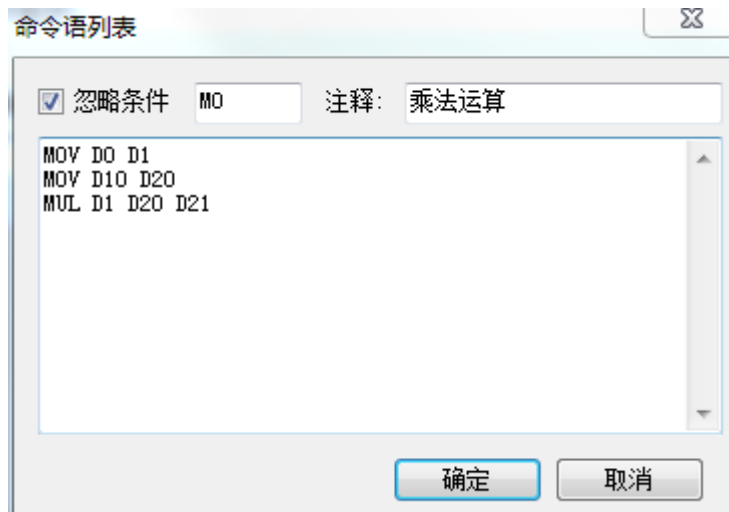 命令语列表
忽略条件 M0 注释: 乘法运算
MOV D0 D1
MOV D10 D20
MUL D1 D20 D21
确定 取消